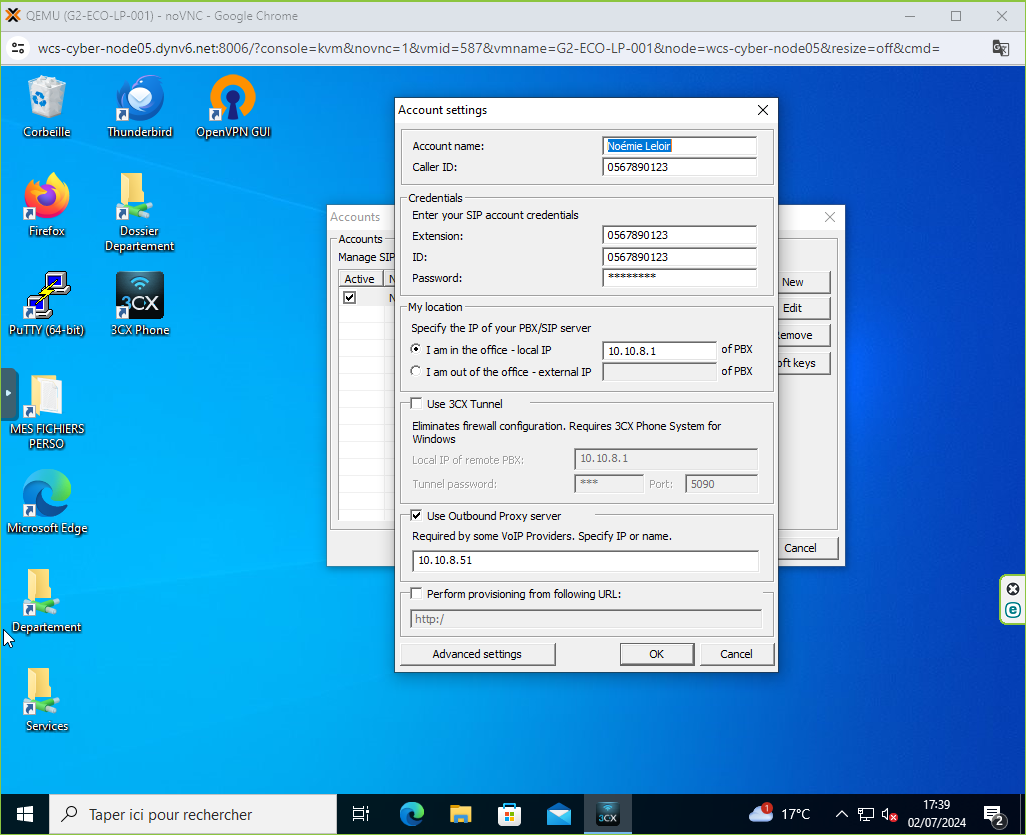 QEMU (G2-ECO-LP-001) - noVNC - Google Chrome
wcs-cyber-node05.dynv6.net:8006/?console=kvm&novnc=1&vmid=587&vmname=G2-ECO-LP-001&node=wcs-cyber-node05&resize=off&cmd=
Corbeille
Thunderbird
OpenVPN GUI
Firefox
Dossier
Departement
PuTTY (64-bit)
3CX
3CX Phone
MES FICHIERS
PERSO
Microsoft Edge
Departement
Services
Accounts
Accounts
Manage SIP
Active
New
Edit
emove
oft keys
Cancel
Account settings
Account name:
Noémie Leloir
Caller ID:
0567890123
Credentials
Enter your SIP account credentials
Extension:
0567890123
ID:
0567890123
Password:
********
My location
Specify the IP of your PBX/SIP server
I am in the office - local IP
10.10.8.1
of PBX
I am out of the office - external IP
of PBX
Use 3CX Tunnel
Eliminates firewall configuration. Requires 3CX Phone System for
Windows
Local IP of remote PBX:
10.10.8.1
Tunnel password:
***
Port:
5090
Use Outbound Proxy server
Required by some VoIP Providers. Specify IP or name.
10.10.8.51
Perform provisioning from following URL:
http:/
Advanced settings
OK
Cancel
Taper ici pour rechercher
3CX
1
17°C
17:39
02/07/2024
2